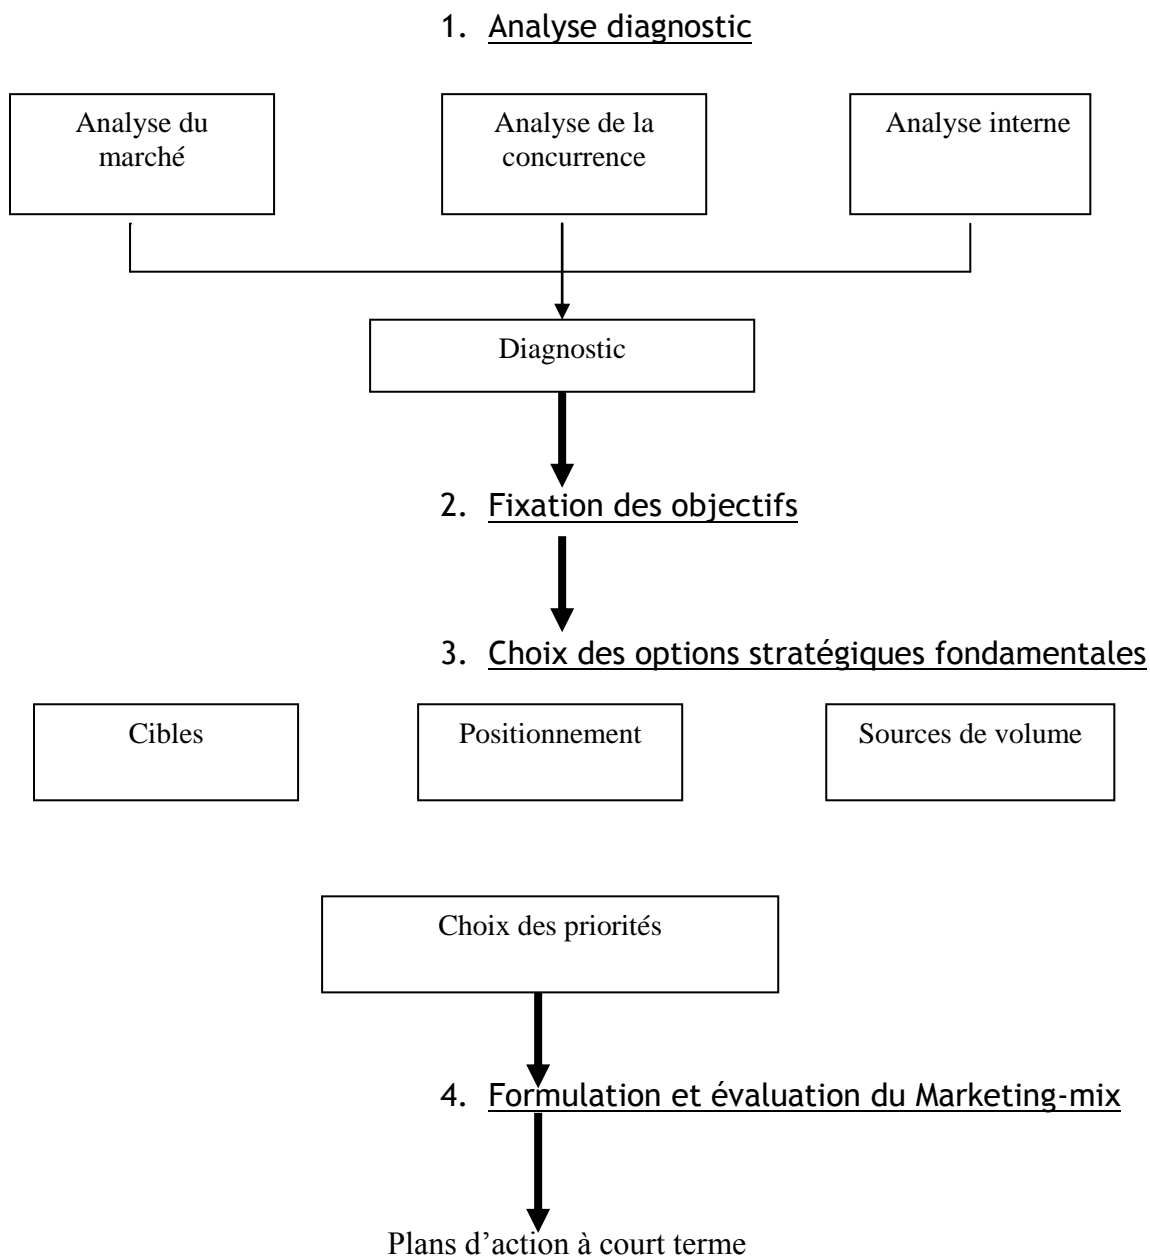 1. Analyse diagnostic
Analyse du
marché
Analyse de la
concurrence
Analyse interne
Diagnostic
2. Fixation des objectifs
3. Choix des options stratégiques fondamentales
Cibles
Positionnement
Sources de volume
Choix des priorités
4. Formulation et évaluation du Marketing-mix
Plans d’action à court terme